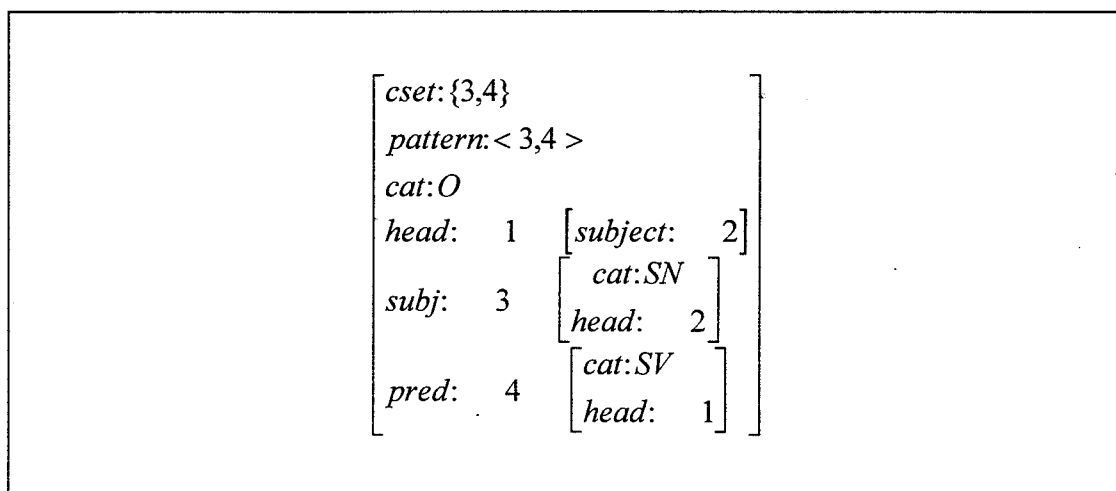 cset:{3,4}
pattern:< 3,4 >
cat:O
head: 1 [subject: 2]
subj: 3 [cat:SN
head: 2]
pred: 4 [cat:SV
head: 1]